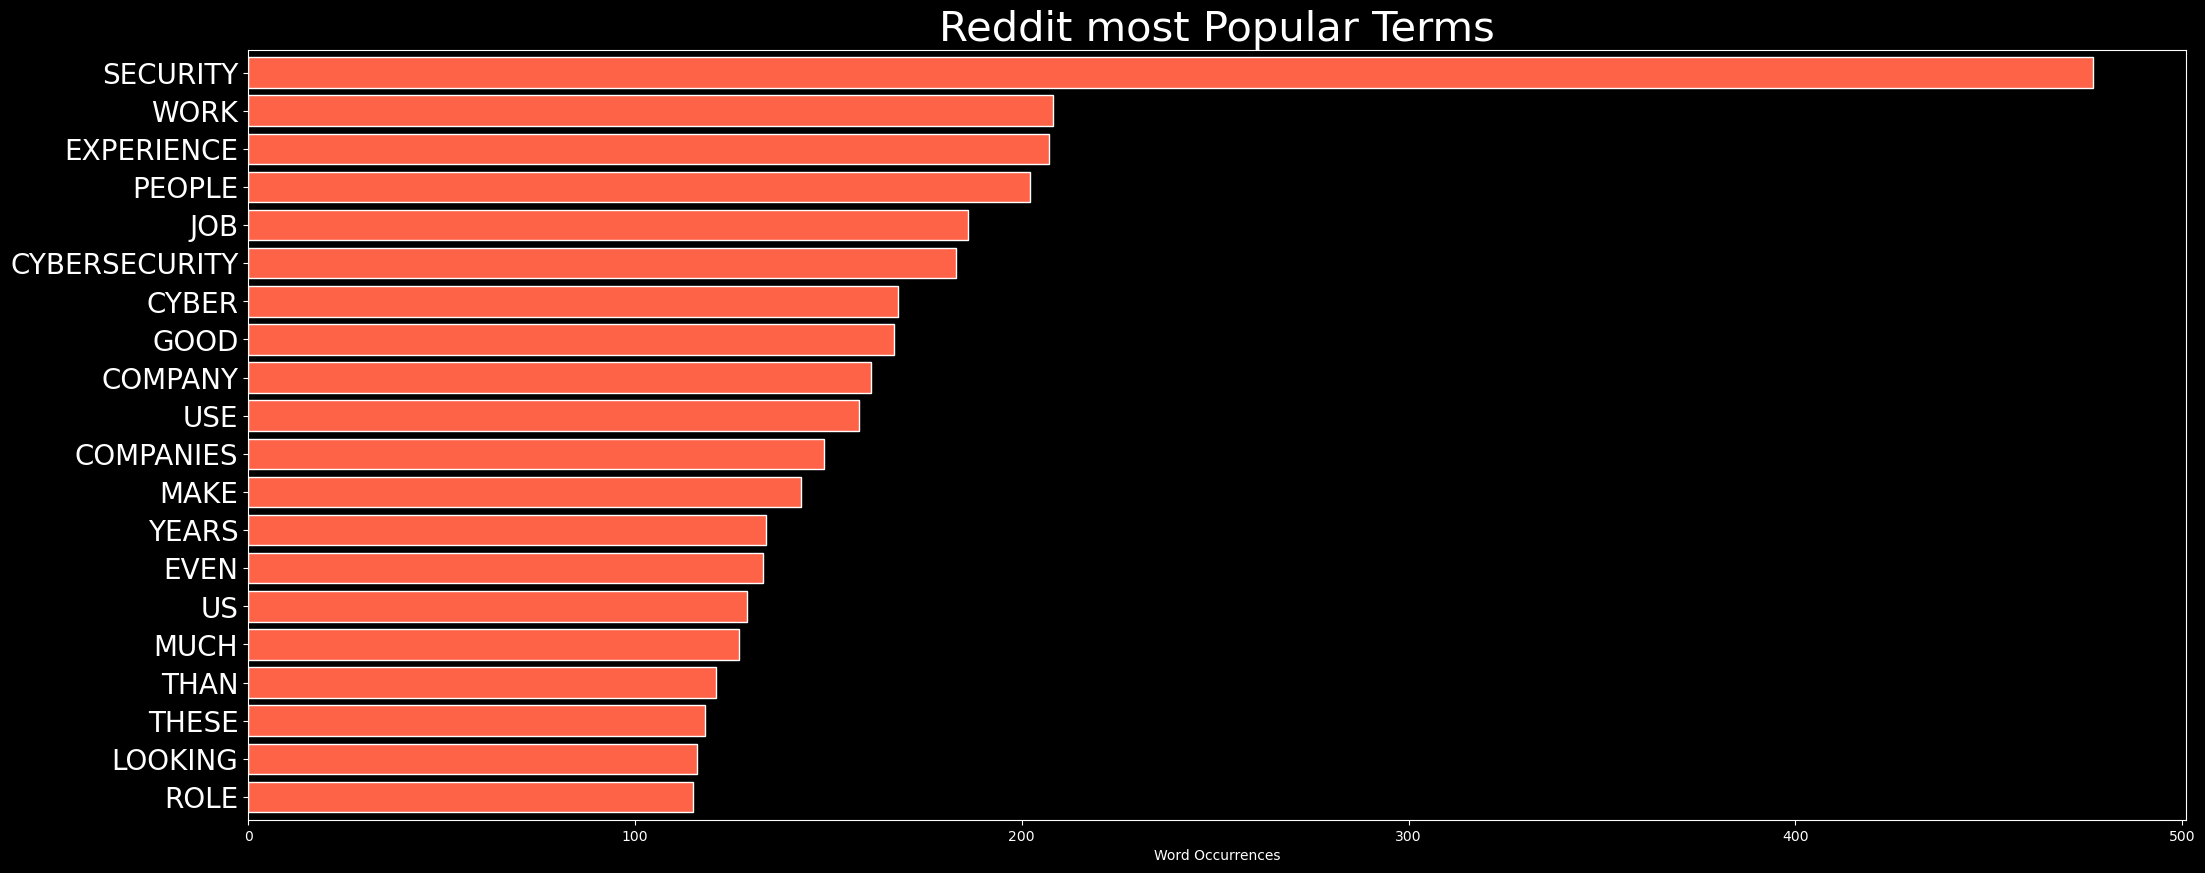 Reddit most Popular Terms
SECURITY
WORK
EXPERIENCE
PEOPLE
JOB
CYBERSECURITY
CYBER
GOOD
COMPANY
USE
COMPANIES
MAKE
YEARS
EVEN
US
MUCH
THAN
THESE
LOOKING
ROLE
0 100 200 300 400 500
Word Occurrences